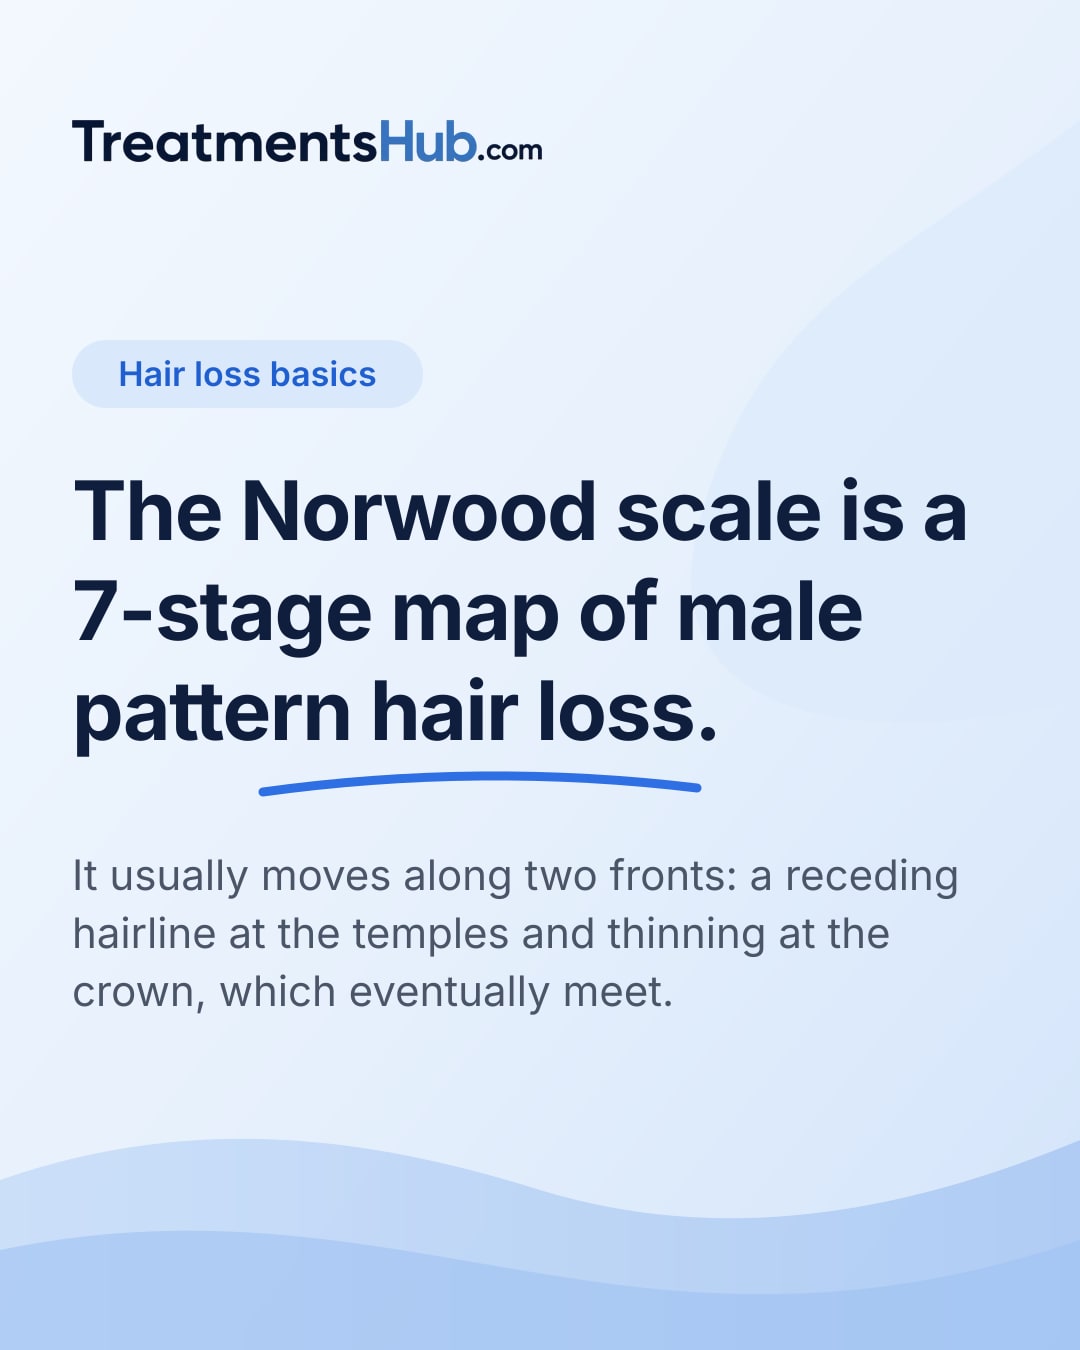 TreatmentsHub.com
Hair loss basics
The Norwood scale is a
7-stage map of male
pattern hair loss.
It usually moves along two fronts: a receding
hairline at the temples and thinning at the
crown, which eventually meet.